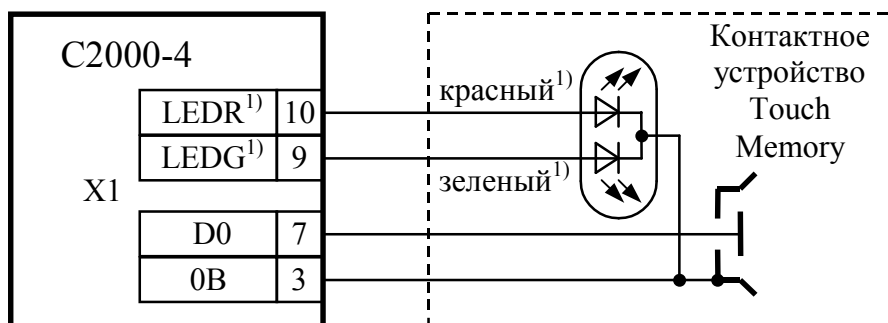 С2000-4
Контактное
устройство
Touch
Memory
LEDR¹⁾ 10
красный¹⁾
LEDG¹⁾ 9
зеленый¹⁾
X1
D0 7
0В 3